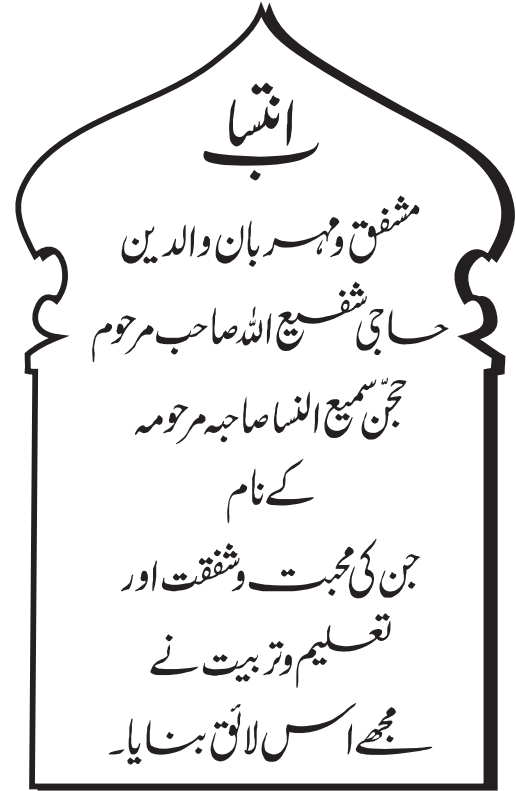 انتساب
مشفق و مہربان والدین
حاجی شفیع اللہ صاحب مرحوم
حجنّ سمیع النسا صاحبہ مرحومہ
کے نام
جن کی محبت و شفقت اور
تعلیم و تربیت نے
مجھے اس لائق بنایا۔